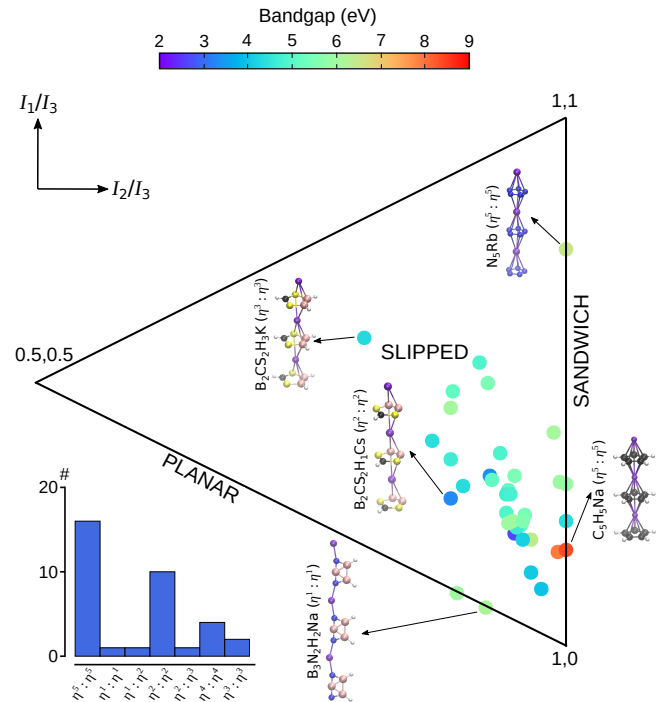 Bandgap (eV)
2 3 4 5 6 7 8 9
I₁/I₃
I₂/I₃
1,1
N₅Rb (η⁵ : η⁵)
B₂CS₂H₃K (η³ : η³)
SLIPPED
SANDWICH
0.5,0.5
B₂CS₂H₁Cs (η² : η²)
PLANAR
C₅H₅Na (η⁵ : η⁵)
B₃N₂H₂Na (η¹ : η¹)
1,0
#
20
10
0
η⁵ : η⁵
η¹ : η¹
η¹ : η²
η² : η²
η² : η³
η⁴ : η⁴
η³ : η³